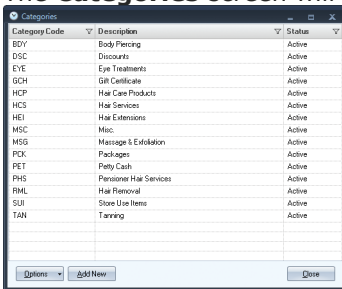 The Categories screen will
Categories
Category Code Description Status
BDY Body Piercing Active
DSC Discounts Active
EYE Eye Treatments Active
GCH Gift Certificate Active
HCP Hair Care Products Active
HCS Hair Services Active
HEI Hair Extensions Active
MSC Misc. Active
MSG Massage & Exfoliation Active
PCK Packages Active
PET Petty Cash Active
PHS Pensioner Hair Services Active
RML Hair Removal Active
SUI Store Use Items Active
TAN Tanning Active
Options Add New Close